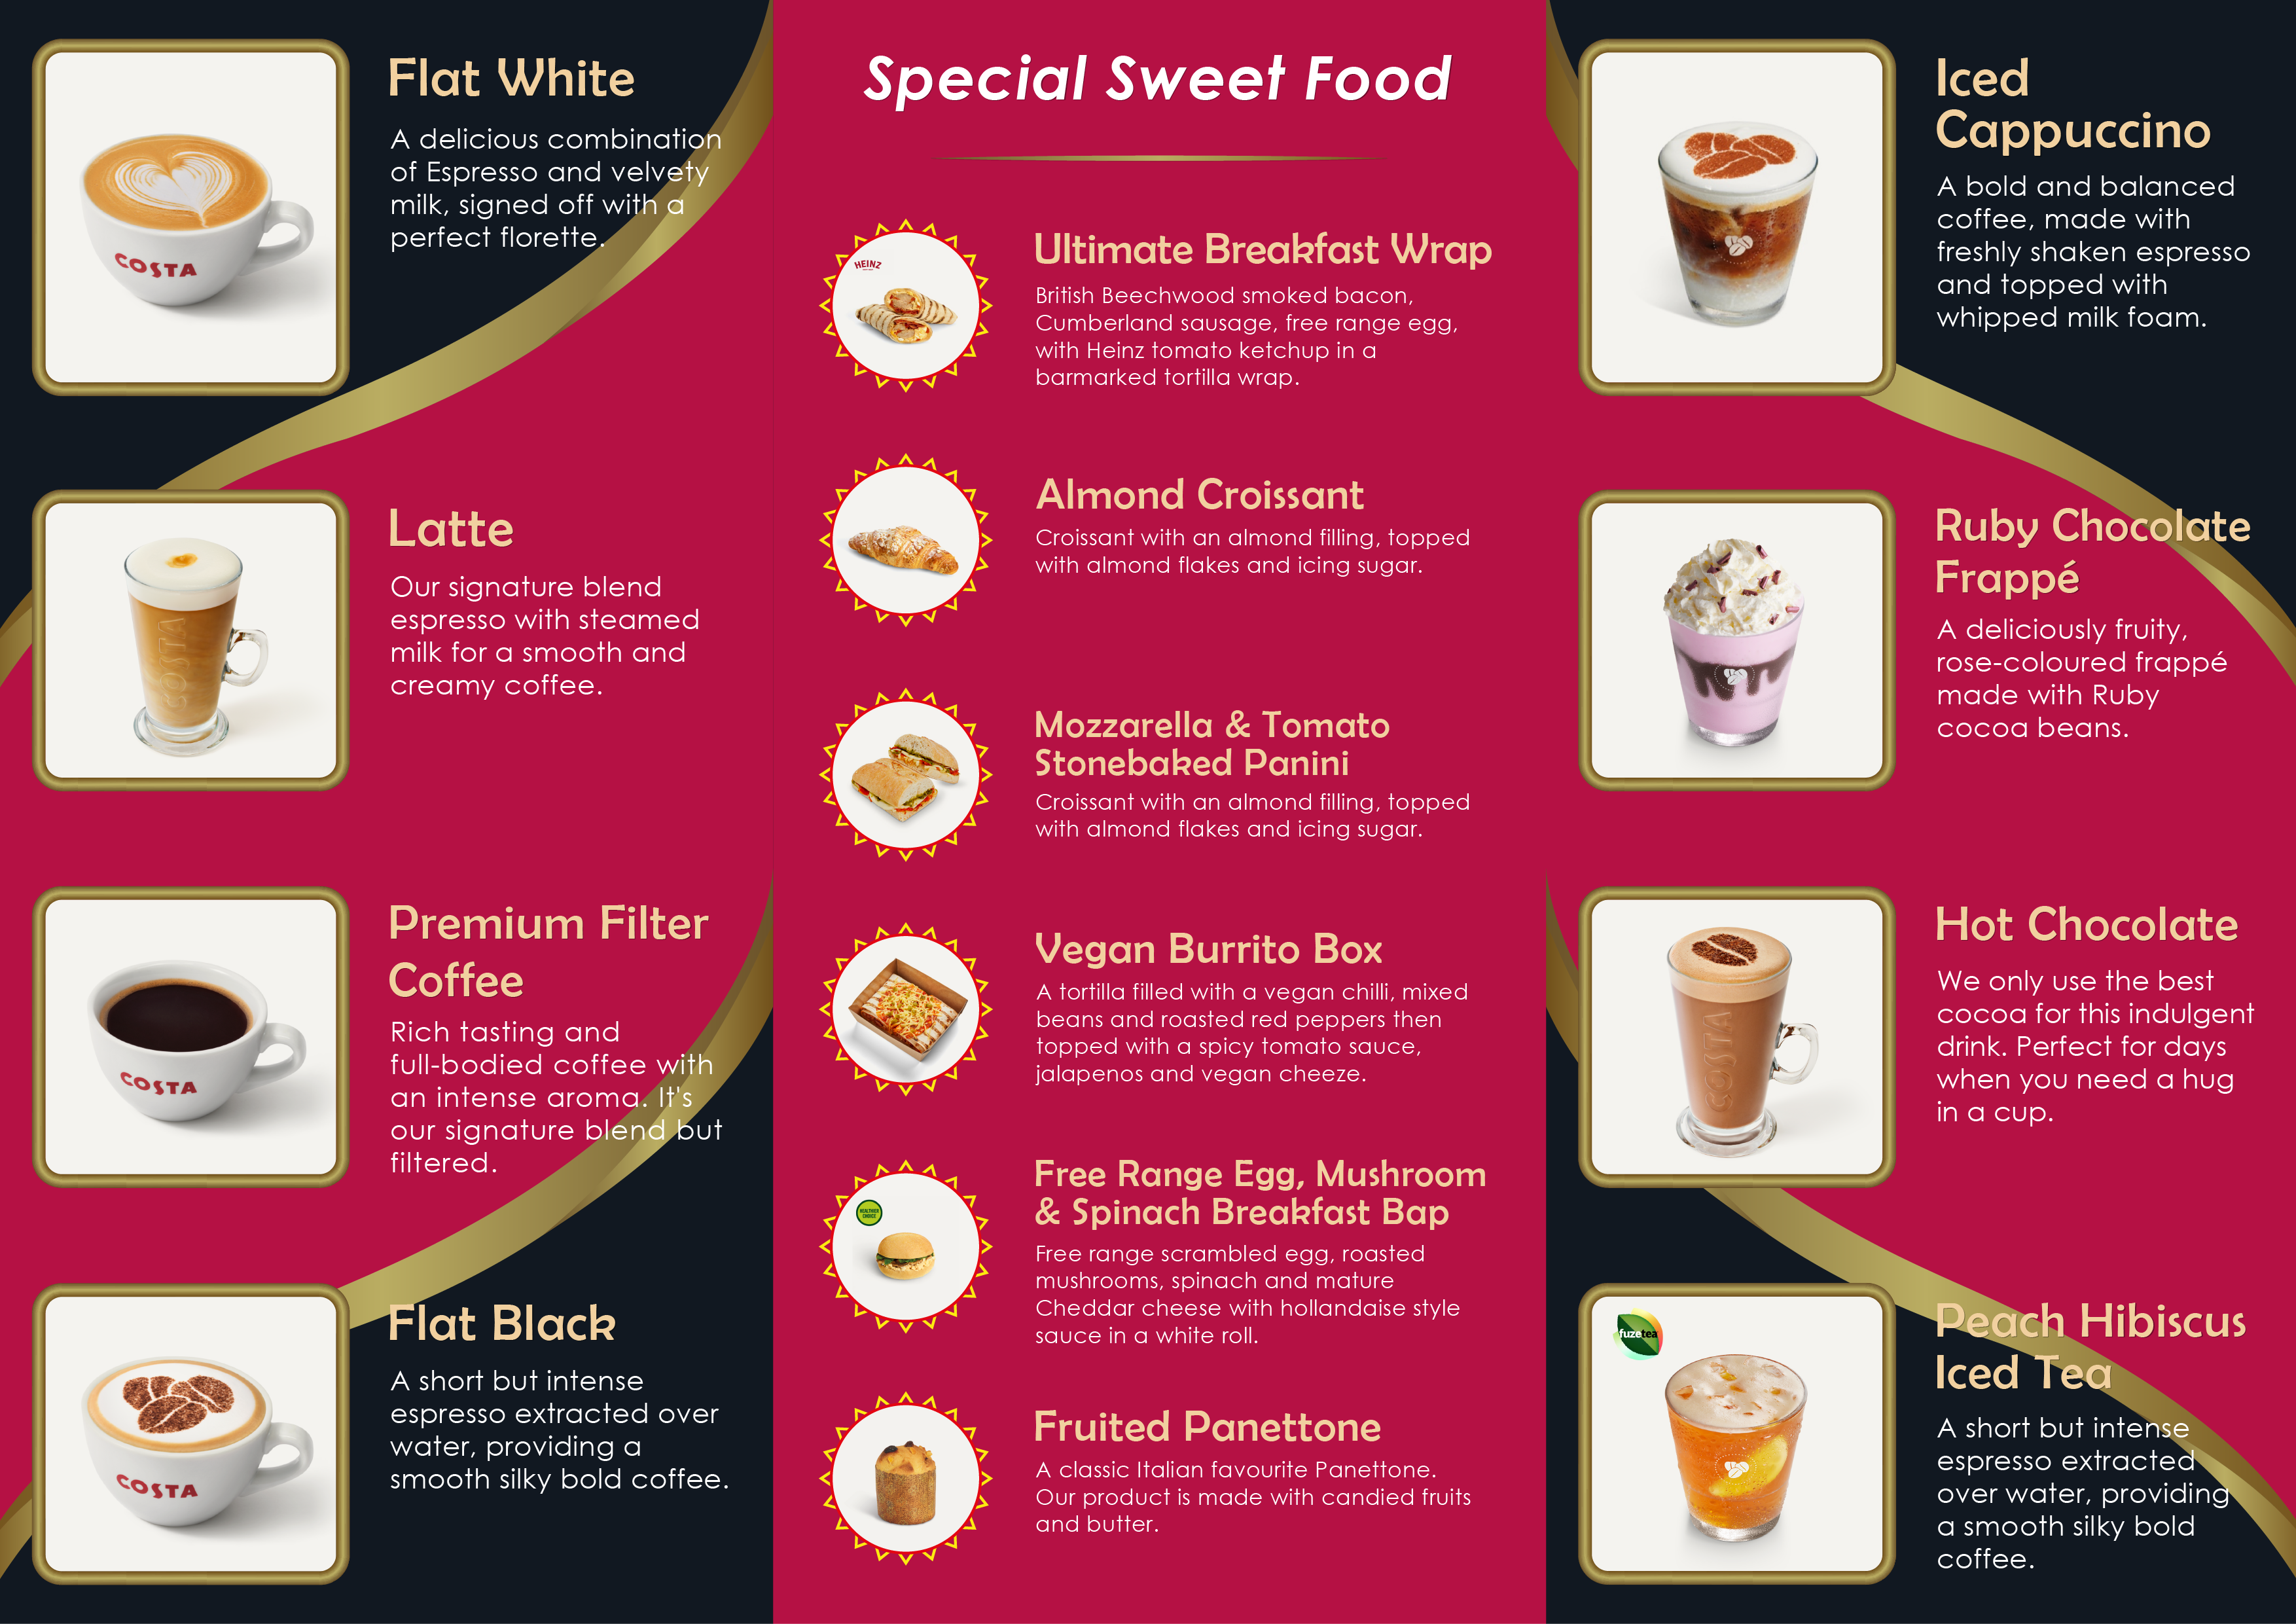 Flat White
A delicious combination
of Espresso and velvety
milk, signed off with a
perfect florette.
COSTA
Latte
Our signature blend
espresso with steamed
milk for a smooth and
creamy coffee.
COSTA
Premium Filter
Coffee
Rich tasting and
full-bodied coffee with
an intense aroma. It's
our signature blend but
filtered.
COSTA
Flat Black
A short but intense
espresso extracted over
water, providing a
smooth silky bold coffee.
COSTA
Special Sweet Food
HEINZ
Ultimate Breakfast Wrap
British Beechwood smoked bacon,
Cumberland sausage, free range egg,
with Heinz tomato ketchup in a
barmarked tortilla wrap.
Almond Croissant
Croissant with an almond filling, topped
with almond flakes and icing sugar.
Mozzarella & Tomato
Stonebaked Panini
Croissant with an almond filling, topped
with almond flakes and icing sugar.
Vegan Burrito Box
A tortilla filled with a vegan chilli, mixed
beans and roasted red peppers then
topped with a spicy tomato sauce,
jalapenos and vegan cheeze.
HEALTHIER
CHOICE
Free Range Egg, Mushroom
& Spinach Breakfast Bap
Free range scrambled egg, roasted
mushrooms, spinach and mature
Cheddar cheese with hollandaise style
sauce in a white roll.
Fruited Panettone
A classic Italian favourite Panettone.
Our product is made with candied fruits
and butter.
Iced
Cappuccino
A bold and balanced
coffee, made with
freshly shaken espresso
and topped with
whipped milk foam.
Ruby Chocolate
Frappé
A deliciously fruity,
rose-coloured frappé
made with Ruby
cocoa beans.
Hot Chocolate
We only use the best
cocoa for this indulgent
drink. Perfect for days
when you need a hug
in a cup.
COSTA
fuzetea
Peach Hibiscus
Iced Tea
A short but intense
espresso extracted
over water, providing
a smooth silky bold
coffee.